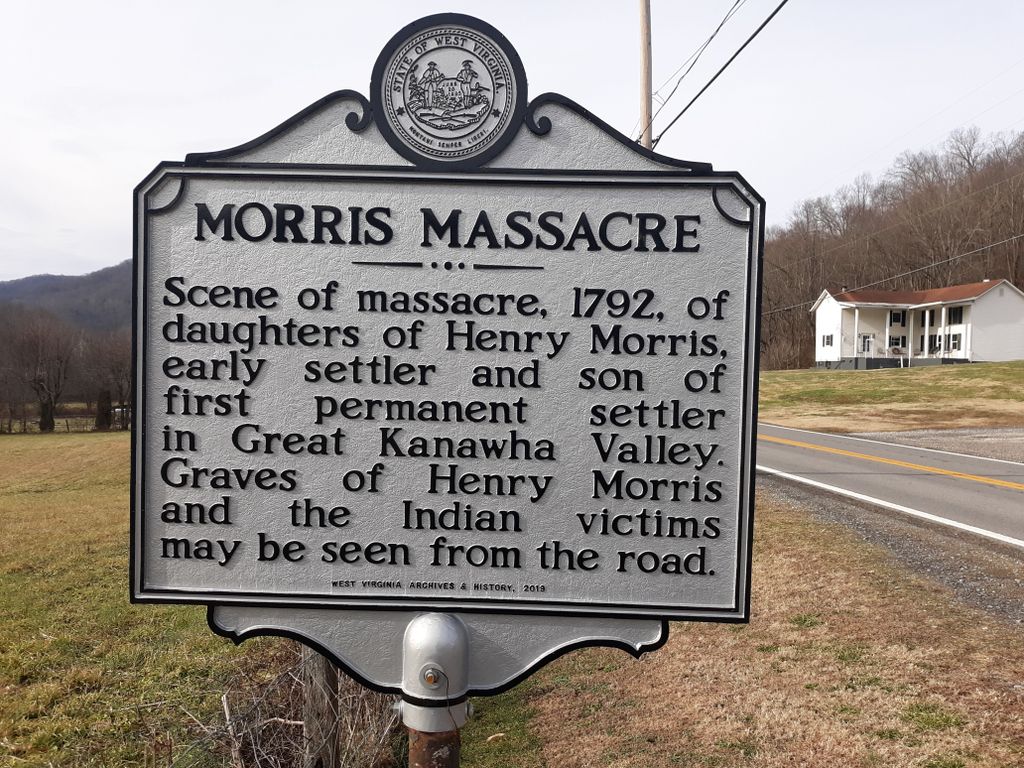 STATE OF WEST VIRGINIA.
MONTANI SEMPER LIBERI.
MORRIS MASSACRE
Scene of massacre, 1792, of
daughters of Henry Morris,
early settler and son of
first permanent settler
in Great Kanawha Valley.
Graves of Henry Morris
and the Indian victims
may be seen from the road.
WEST VIRGINIA ARCHIVES & HISTORY, 2019